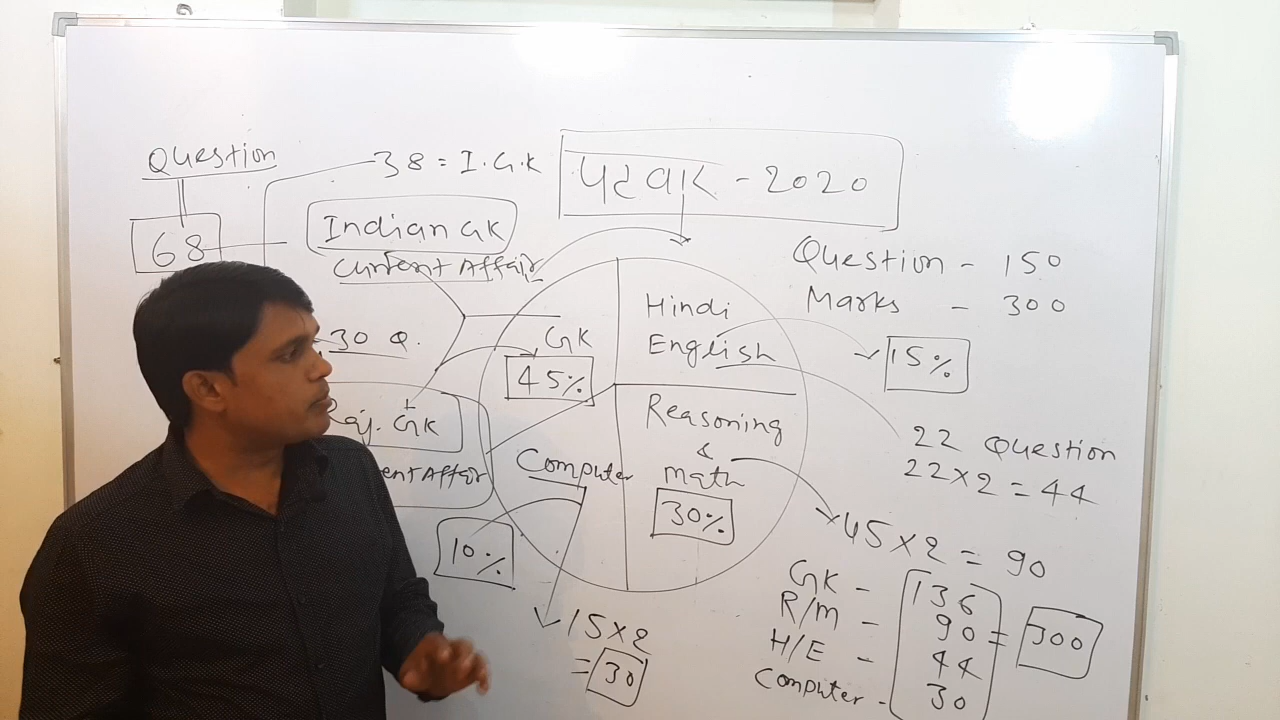 Question
68
38 = I.G.K
पटवार - 2020
Indian GK
Current Affair
30 Q.
Raj. GK
ent Affair
GK
45%
Hindi
English
Reasoning
&
Math
30%
Computer
10%
15×2
=30
Question - 150
Marks - 300
15%
22 Question
22×2 = 44
45×2 = 90
GK - 136
R/M - 90
H/E - 44
Computer - 30
= 300